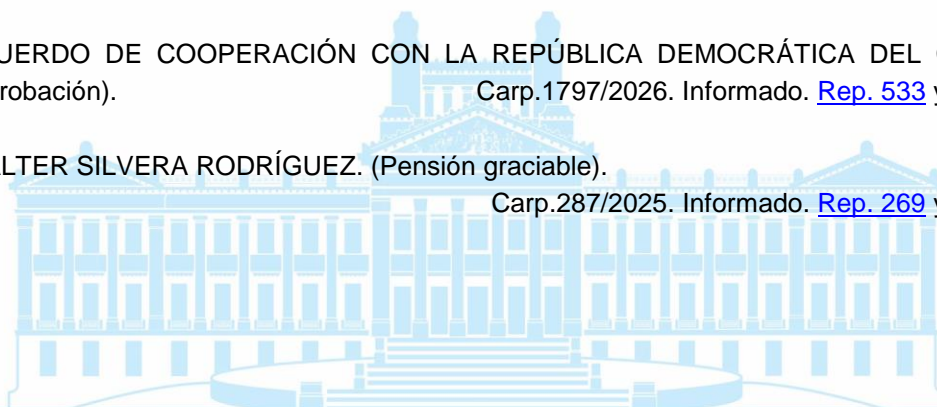 UERDO DE COOPERACIÓN CON LA REPÚBLICA DEMOCRÁTICA DEL
robación). Carp.1797/2026. Informado. Rep. 533 y
LTER SILVERA RODRÍGUEZ. (Pensión graciable).
Carp.287/2025. Informado. Rep. 269 y